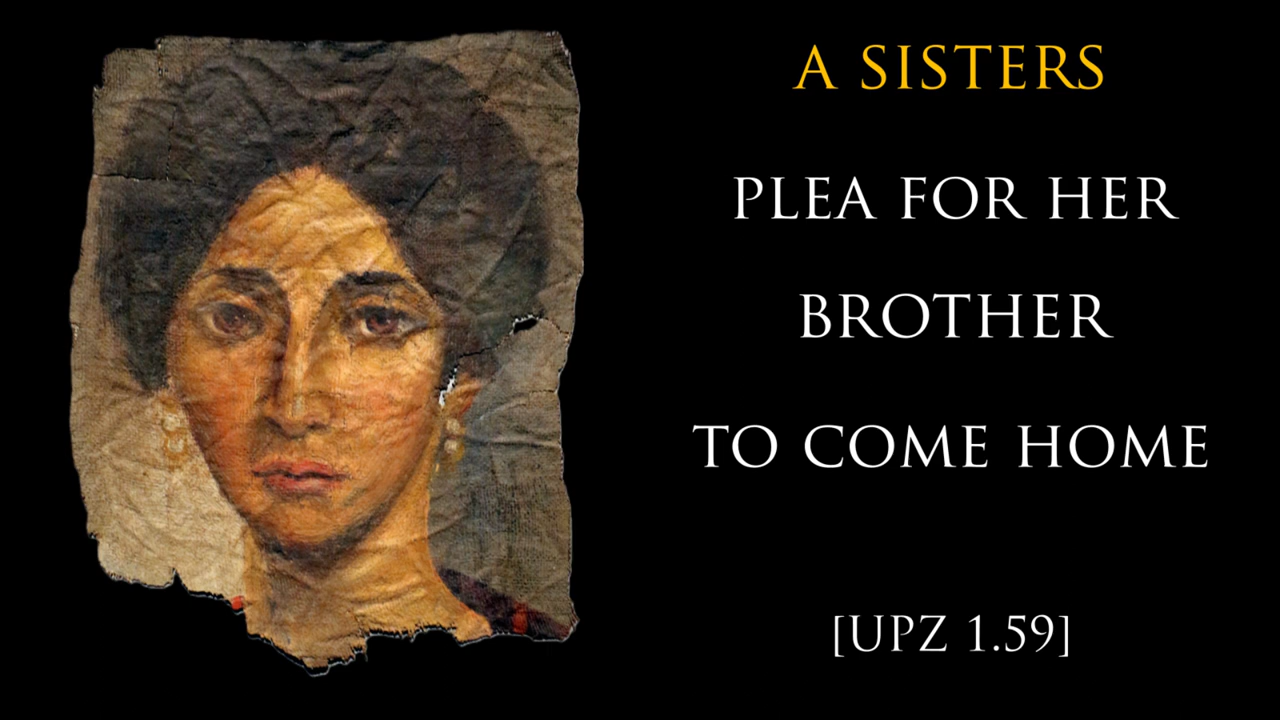 A SISTERS
PLEA FOR HER
BROTHER
TO COME HOME
[UPZ 1.59]